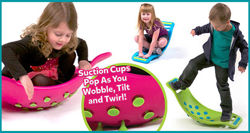 Suction Cups
Pop As You
Wobble, Tilt
and Twirl!